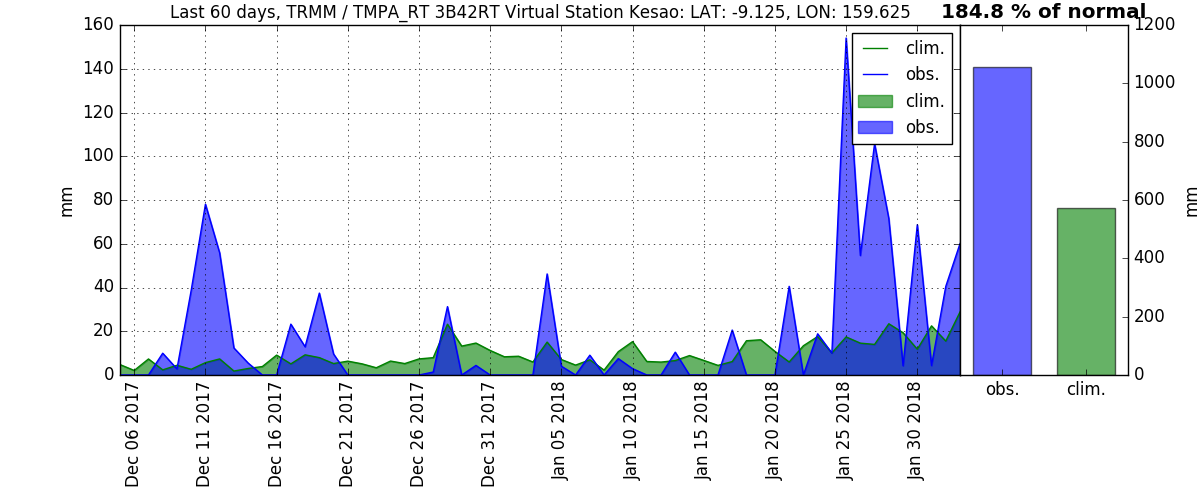 Last 60 days, TRMM / TMPA_RT 3B42RT Virtual Station Kesao: LAT: -9.125, LON: 159.625
184.8 % of normal
160
140
120
100
80
60
40
20
0
mm
clim.
obs.
clim.
obs.
1200
1000
800
600
400
200
0
mm
Dec 06 2017
Dec 11 2017
Dec 16 2017
Dec 21 2017
Dec 26 2017
Dec 31 2017
Jan 05 2018
Jan 10 2018
Jan 15 2018
Jan 20 2018
Jan 25 2018
Jan 30 2018
obs.
clim.